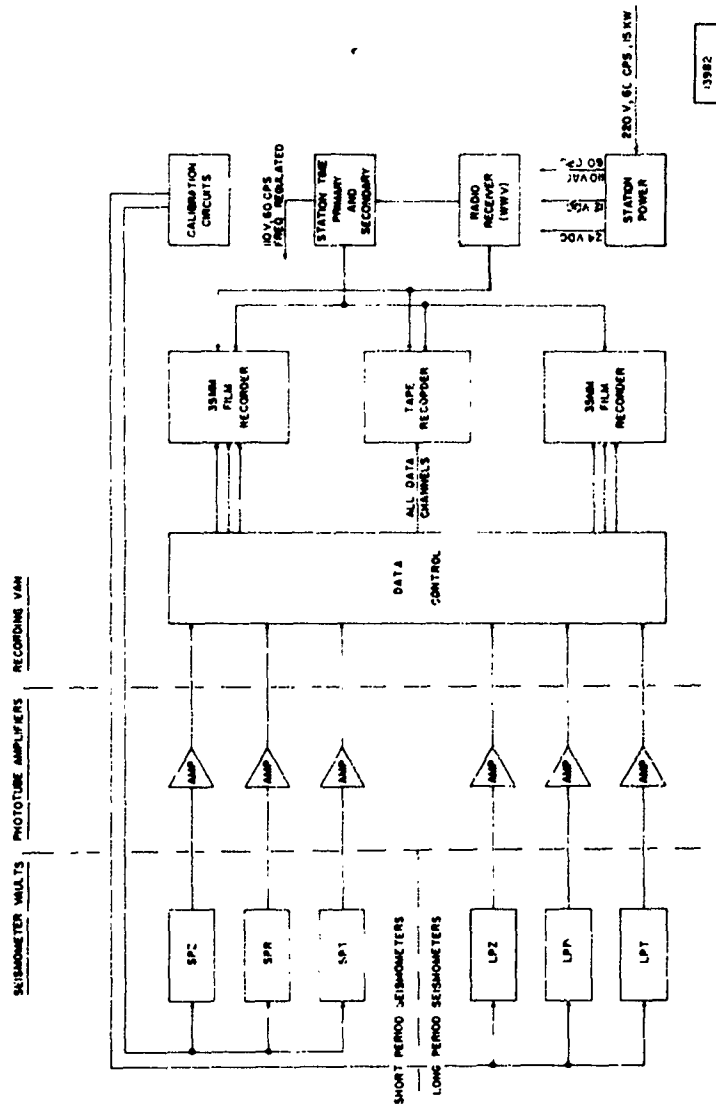 SEISMOMETER VAULTS
PHOTOTUBE AMPLIFIERS
RECORDING VAN
CALIBRATION
CIRCUITS
110 V, 60 CPS
FREQ REGULATED
STATION TIME
PRIMARY
AND
SECONDARY
RADIO
RECEIVER
(WWV)
24 VDC
VDC
110 VAC
60 CPS
STATION
POWER
220 V, 60 CPS, 15 KW
35MM
FILM
RECORDER
TAPE
RECORDER
35MM
FILM
RECORDER
ALL DATA
CHANNELS
DATA
CONTROL
AMP
AMP
AMP
AMP
AMP
AMP
SPZ
SPR
SPT
SHORT PERIOD SEISMOMETERS
LONG PERIOD SEISMOMETERS
LPZ
LPR
LPT
13982